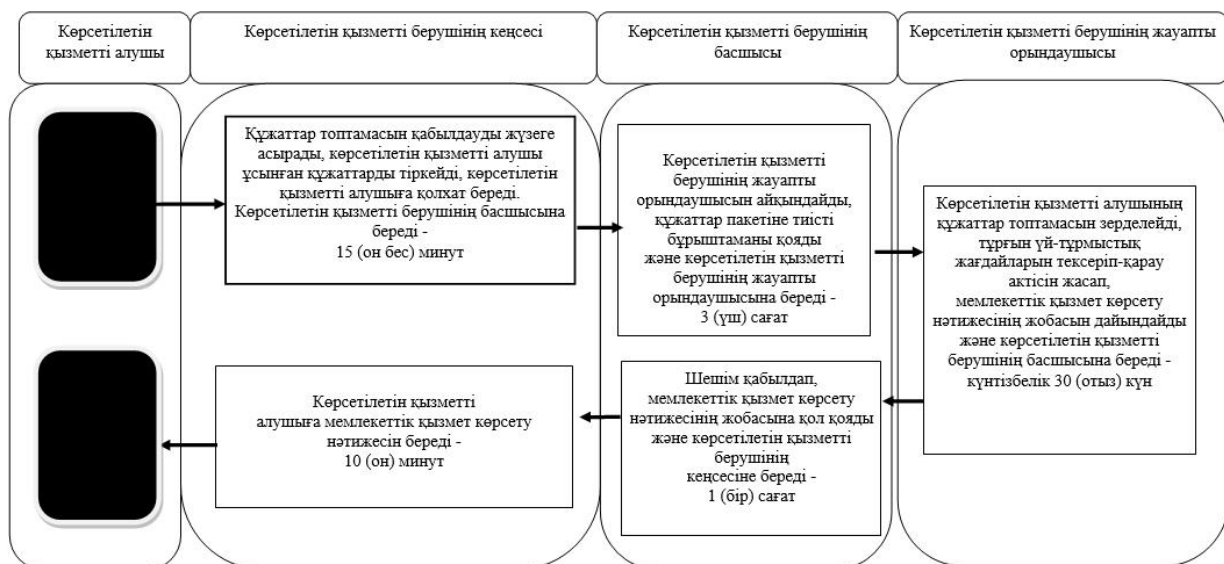 Көрсетілетін
қызметті алушы
Көрсетілетін қызметті берушінің кеңсесі
Көрсетілетін қызметті берушінің
басшысы
Көрсетілетін қызметті берушінің жауапты
орындаушысы
Құжаттар топтамасын қабылдауды жүзеге
асырады, көрсетілетін қызметті алушы
ұсынған құжаттарды тіркейді, көрсетілетін
қызметті алушыға қолхат береді.
Көрсетілетін қызметті берушінің басшысына
береді -
15 (он бес) минут
Көрсетілетін қызметті
берушінің жауапты
орындаушысын айқындайды,
құжаттар пакетіне тиісті
бұрыштаманы қояды
және көрсетілетін қызметті
берушінің жауапты
орындаушысына береді -
3 (үш) сағат
Көрсетілетін қызметті алушының
құжаттар топтамасын зерделейді,
тұрғын үй-тұрмыстық
жағдайларын тексеріп-қарау
актісін жасап,
мемлекеттік қызмет көрсету
нәтижесінің жобасын дайындайды
және көрсетілетін қызметті
берушінің басшысына береді -
күнтізбелік 30 (отыз) күн
Шешім қабылдап,
мемлекеттік қызмет көрсету
нәтижесінің жобасына қол қояды
және көрсетілетін қызметті
берушінің
кеңсесіне береді -
1 (бір) сағат
Көрсетілетін қызметті
алушыға мемлекеттік қызмет көрсету
нәтижесін береді -
10 (он) минут